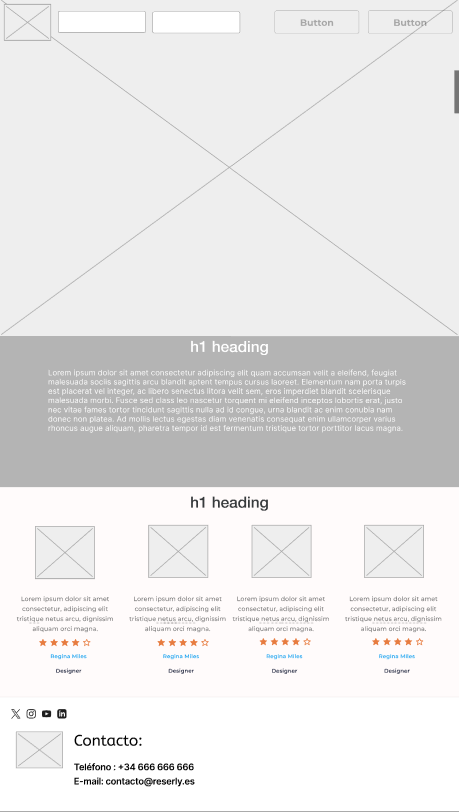 Button
Button
h1 heading
Lorem ipsum dolor sit amet consectetur adipiscing elit quam accumsan velit a eleifend, feugiat
malesuada sociis sagittis arcu blandit aptent tempus cursus laoreet. Elementum nam porta turpis
est placerat vel integer, ac libero senectus litora velit sem, eros imperdiet blandit scelerisque
malesuada morbi. Fusce sed class leo nascetur torquent mi eleifend inceptos lobortis erat, justo
nec vitae fames tortor tincidunt sagittis nulla ad id congue, urna blandit ac enim conubia nam
donec non platea. Ad mollis lectus egestas diam venenatis consequat enim ullamcorper varius
rhoncus augue aliquam, pharetra tempor id est fermentum tristique tortor porttitor lacus magna.
h1 heading
Lorem ipsum dolor sit amet
consectetur, adipiscing elit
tristique netus arcu, dignissim
aliquam orci magna.
Regina Miles
Designer
Lorem ipsum dolor sit amet
consectetur, adipiscing elit
tristique netus arcu, dignissim
aliquam orci magna.
Regina Miles
Designer
Lorem ipsum dolor sit amet
consectetur, adipiscing elit
tristique netus arcu, dignissim
aliquam orci magna.
Regina Miles
Designer
Lorem ipsum dolor sit amet
consectetur, adipiscing elit
tristique netus arcu, dignissim
aliquam orci magna.
Regina Miles
Designer
Contacto:
Teléfono : +34 666 666 666
E-mail: contacto@reserly.es